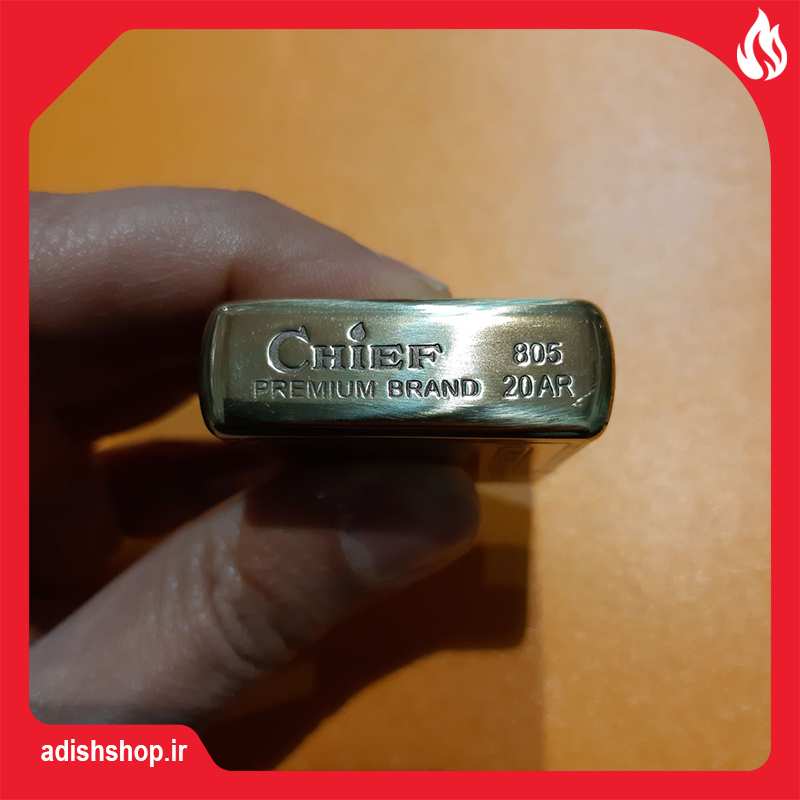 CHiEF 805
PREMIUM BRAND 20AR
adishshop.ir